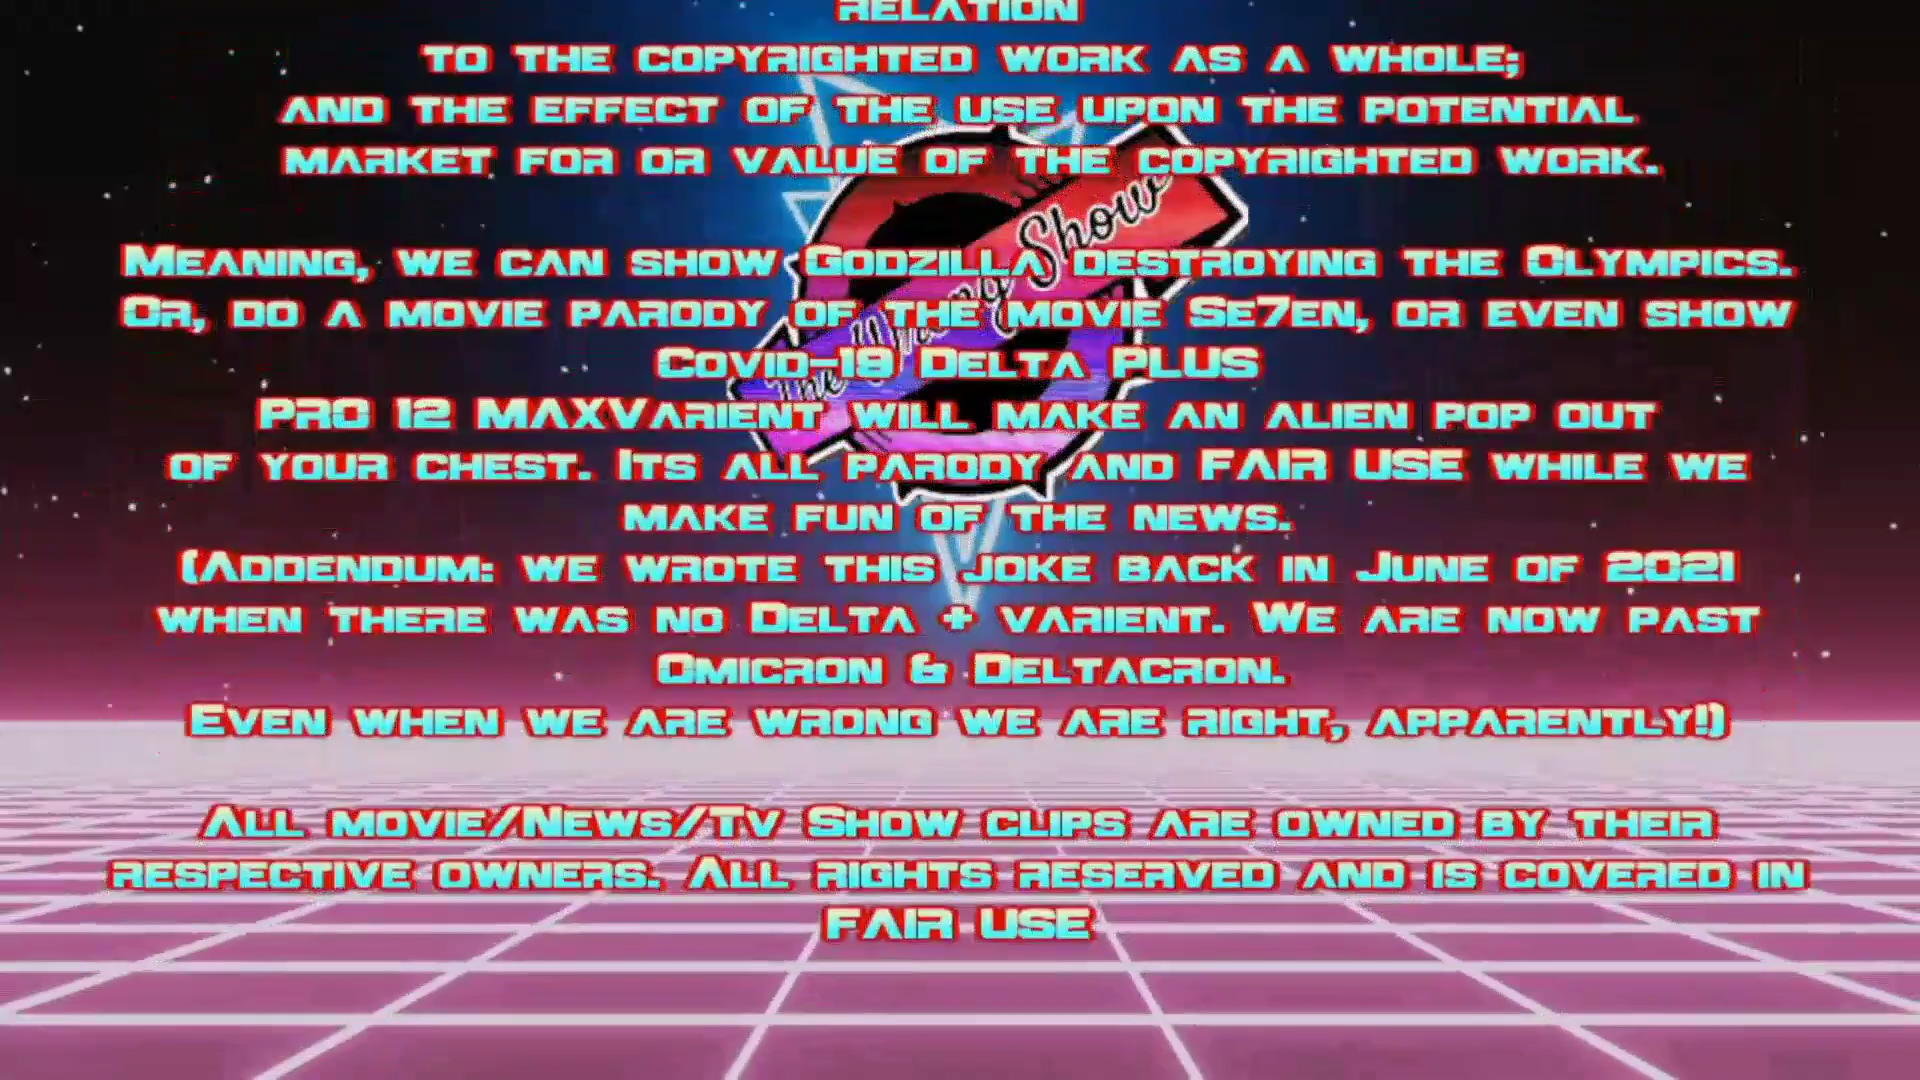 RELATION
TO THE COPYRIGHTED WORK AS A WHOLE;
AND THE EFFECT OF THE USE UPON THE POTENTIAL
MARKET FOR OR VALUE OF THE COPYRIGHTED WORK.
MEANING, WE CAN SHOW GODZILLA DESTROYING THE OLYMPICS.
OR, DO A MOVIE PARODY OF THE MOVIE SE7EN, OR EVEN SHOW
COVID-19 DELTA PLUS
PRO 12 MAXVARIENT WILL MAKE AN ALIEN POP OUT
OF YOUR CHEST. ITS ALL PARODY AND FAIR USE WHILE WE
MAKE FUN OF THE NEWS.
(ADDENDUM: WE WROTE THIS JOKE BACK IN JUNE OF 2021
WHEN THERE WAS NO DELTA + VARIENT. WE ARE NOW PAST
OMICRON & DELTACRON.
EVEN WHEN WE ARE WRONG WE ARE RIGHT, APPARENTLY!)
ALL MOVIE/NEWS/TV SHOW CLIPS ARE OWNED BY THEIR
RESPECTIVE OWNERS. ALL RIGHTS RESERVED AND IS COVERED IN
FAIR USE
The Show